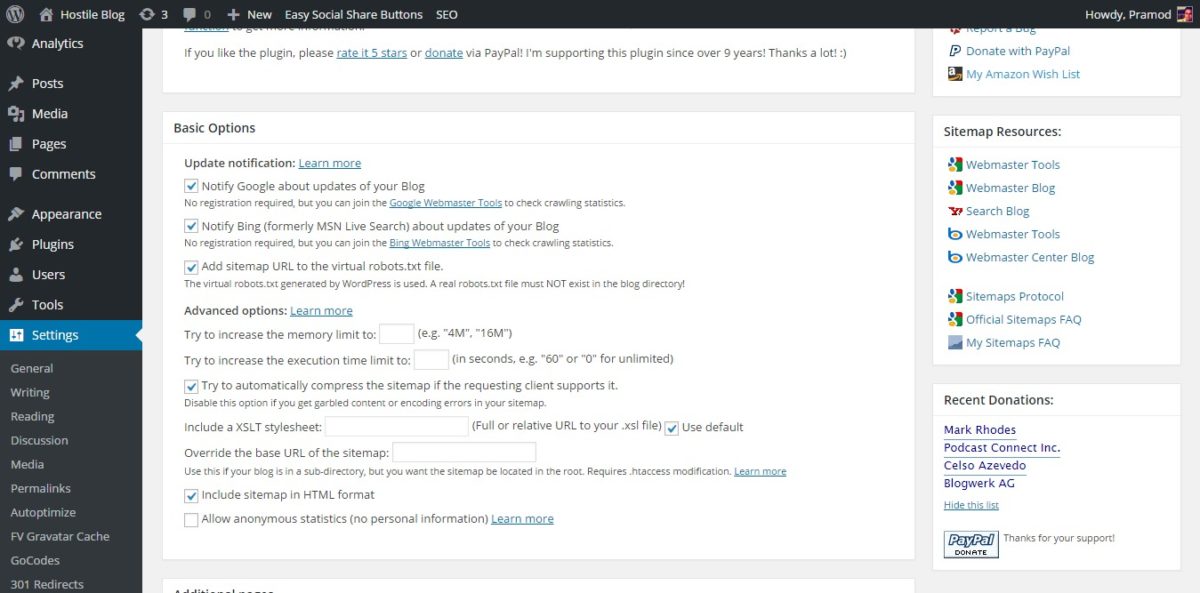 Hostile Blog 3 0 New Easy Social Share Buttons SEO Howdy, Pramod
Analytics
Posts
Media
Pages
Comments
Appearance
Plugins
Users
Tools
Settings
General
Writing
Reading
Discussion
Media
Permalinks
Autoptimize
FV Gravatar Cache
GoCodes
301 Redirects
function to get more information.
If you like the plugin, please rate it 5 stars or donate via PayPal! I'm supporting this plugin since over 9 years! Thanks a lot! :)
Basic Options
Update notification: Learn more
Notify Google about updates of your Blog
No registration required, but you can join the Google Webmaster Tools to check crawling statistics.
Notify Bing (formerly MSN Live Search) about updates of your Blog
No registration required, but you can join the Bing Webmaster Tools to check crawling statistics.
Add sitemap URL to the virtual robots.txt file.
The virtual robots.txt generated by WordPress is used. A real robots.txt file must NOT exist in the blog directory!
Advanced options: Learn more
Try to increase the memory limit to: (e.g. "4M", "16M")
Try to increase the execution time limit to: (in seconds, e.g. "60" or "0" for unlimited)
Try to automatically compress the sitemap if the requesting client supports it.
Disable this option if you get garbled content or encoding errors in your sitemap.
Include a XSLT stylesheet: (Full or relative URL to your .xsl file) Use default
Override the base URL of the sitemap:
Use this if your blog is in a sub-directory, but you want the sitemap be located in the root. Requires .htaccess modification. Learn more
Include sitemap in HTML format
Allow anonymous statistics (no personal information) Learn more
Additional pages
Report a Bug
Donate with PayPal
My Amazon Wish List
Sitemap Resources:
Webmaster Tools
Webmaster Blog
Search Blog
Webmaster Tools
Webmaster Center Blog
Sitemaps Protocol
Official Sitemaps FAQ
My Sitemaps FAQ
Recent Donations:
Mark Rhodes
Podcast Connect Inc.
Celso Azevedo
Blogwerk AG
Hide this list
PayPal Thanks for your support!
DONATE